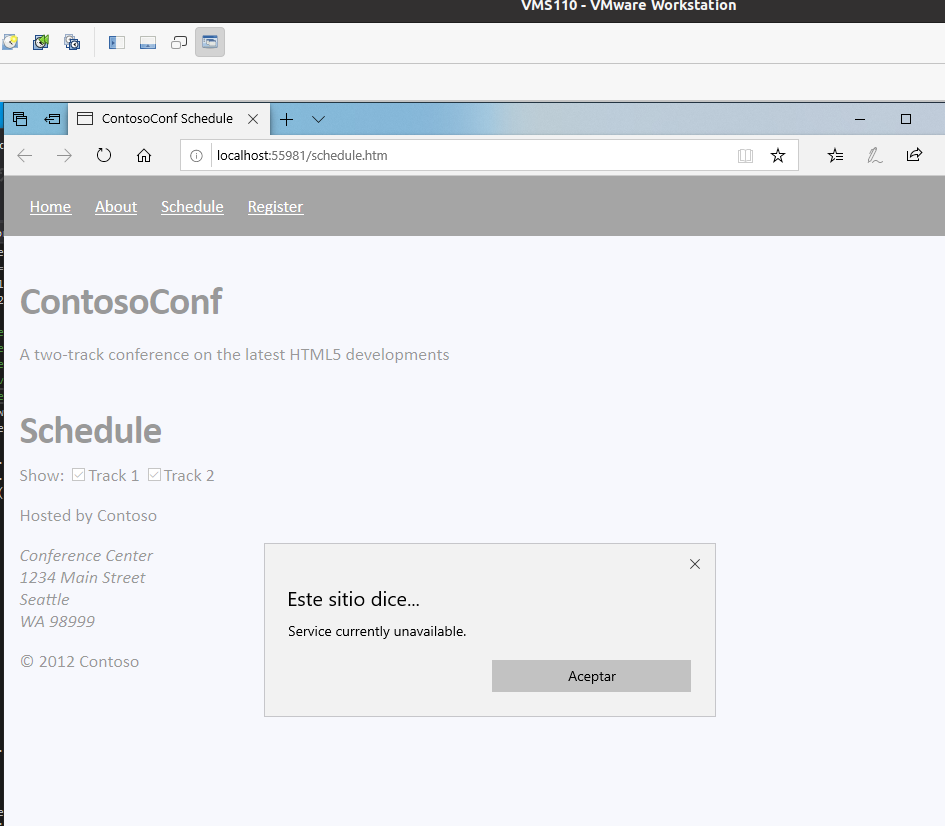 VMS110 - VMware Workstation
ContosoConf Schedule
localhost:55981/schedule.htm
Home About Schedule Register
ContosoConf
A two-track conference on the latest HTML5 developments
Schedule
Show: Track 1 Track 2
Hosted by Contoso
Conference Center
1234 Main Street
Seattle
WA 98999
© 2012 Contoso
Este sitio dice...
Service currently unavailable.
Aceptar